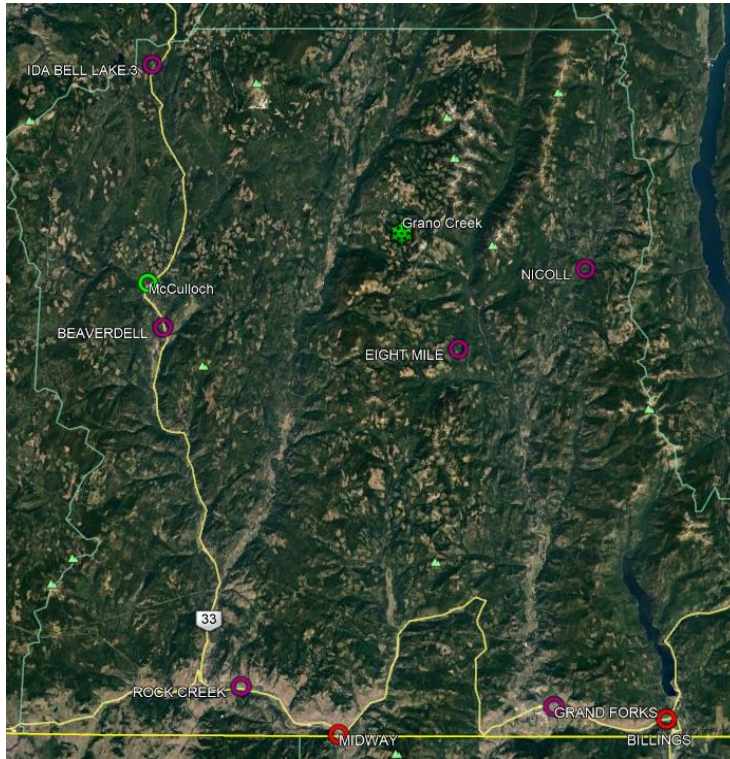 IDA BELL LAKE 3
Grano Creek
NICOLL
McCulloch
BEAVERDELL
EIGHT MILE
33
ROCK CREEK
GRAND FORKS
MIDWAY
BILLINGS